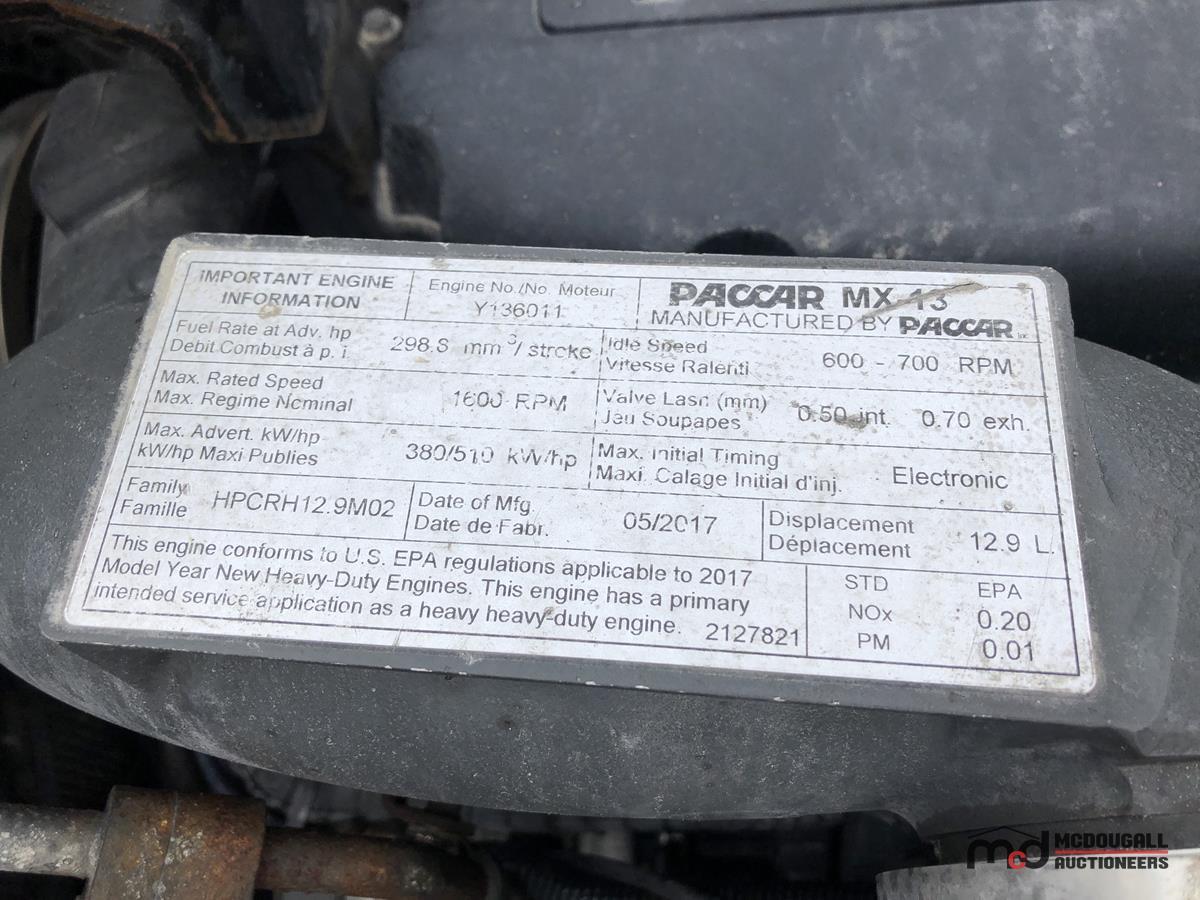 IMPORTANT ENGINE
INFORMATION
Engine No./No. Moteur
Y136011
PACCAR MX-13
MANUFACTURED BY PACCAR
Fuel Rate at Adv. hp
Debit Combust à p. i.
298.8 mm³/ stroke
Idle Speed
Vitesse Ralenti
600 - 700 RPM
Max. Rated Speed
Max. Regime Nominal
1600 RPM
Valve Lash (mm)
Jeu Soupapes
0.50 int. 0.70 exh.
Max. Advert. kW/hp
kW/hp Maxi Publies
380/510 kW/hp
Max. Initial Timing
Maxi. Calage Initial d'inj.
Electronic
Family
Famille
HPCRH12.9M02
Date of Mfg.
Date de Fabr.
05/2017
Displacement
Déplacement
12.9 L.
This engine conforms to U.S. EPA regulations applicable to 2017
Model Year New Heavy-Duty Engines. This engine has a primary
intended service application as a heavy heavy-duty engine. 2127821
STD EPA
NOx 0.20
PM 0.01
mcd MCDOUGALL
AUCTIONEERS